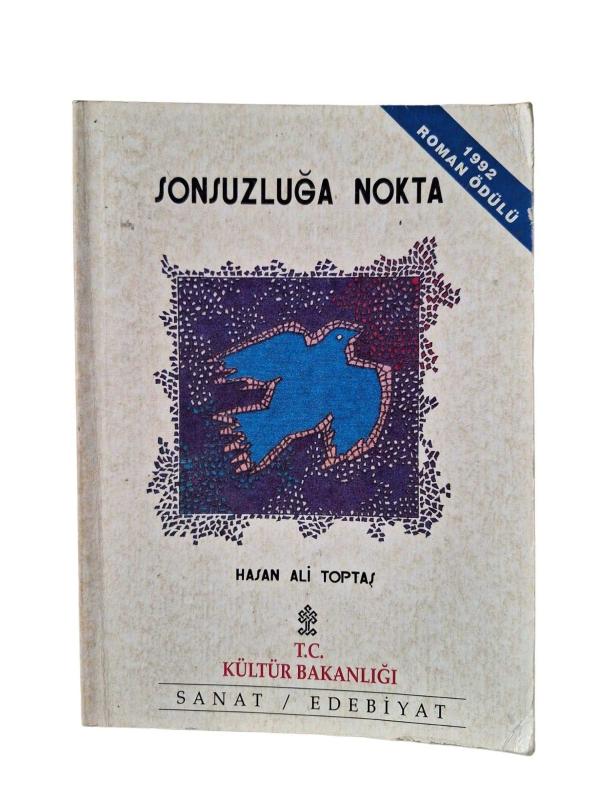 1992
ROMAN ÖDÜLÜ
SONSUZLUĞA NOKTA
HASAN ALİ TOPTAŞ
T.C.
KÜLTÜR BAKANLIĞI
SANAT / EDEBİYAT